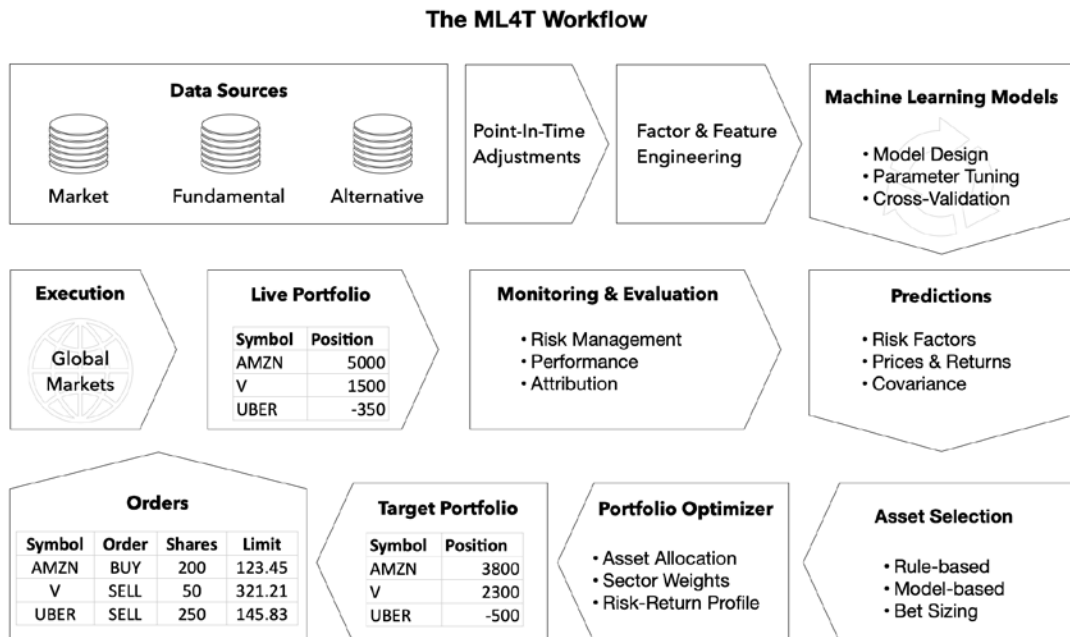 The ML4T Workflow
Data Sources
Market
Fundamental
Alternative
Point-In-Time
Adjustments
Factor & Feature
Engineering
Machine Learning Models
• Model Design
• Parameter Tuning
• Cross-Validation
Execution
Global
Markets
Live Portfolio
Symbol Position
AMZN 5000
V 1500
UBER -350
Monitoring & Evaluation
• Risk Management
• Performance
• Attribution
Predictions
• Risk Factors
• Prices & Returns
• Covariance
Orders
Symbol Order Shares Limit
AMZN BUY 200 123.45
V SELL 50 321.21
UBER SELL 250 145.83
Target Portfolio
Symbol Position
AMZN 3800
V 2300
UBER -500
Portfolio Optimizer
• Asset Allocation
• Sector Weights
• Risk-Return Profile
Asset Selection
• Rule-based
• Model-based
• Bet Sizing